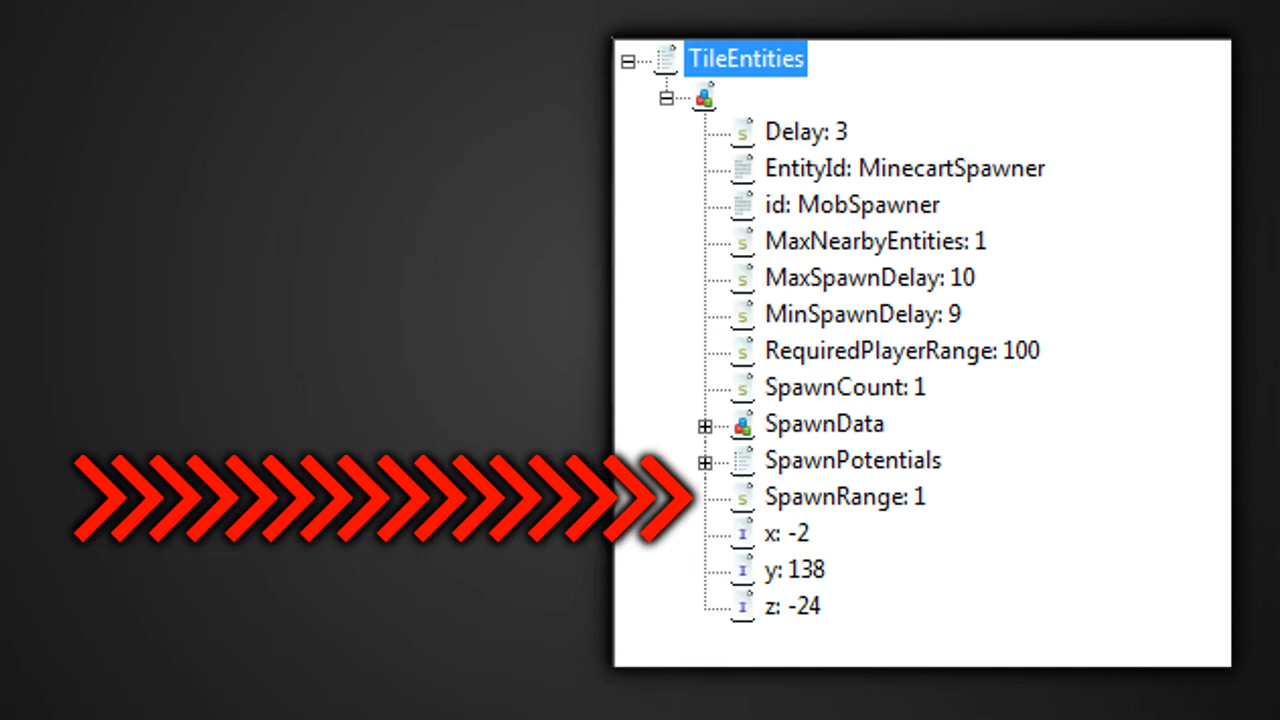 TileEntities
Delay: 3
EntityId: MinecartSpawner
id: MobSpawner
MaxNearbyEntities: 1
MaxSpawnDelay: 10
MinSpawnDelay: 9
RequiredPlayerRange: 100
SpawnCount: 1
SpawnData
SpawnPotentials
SpawnRange: 1
x: -2
y: 138
z: -24